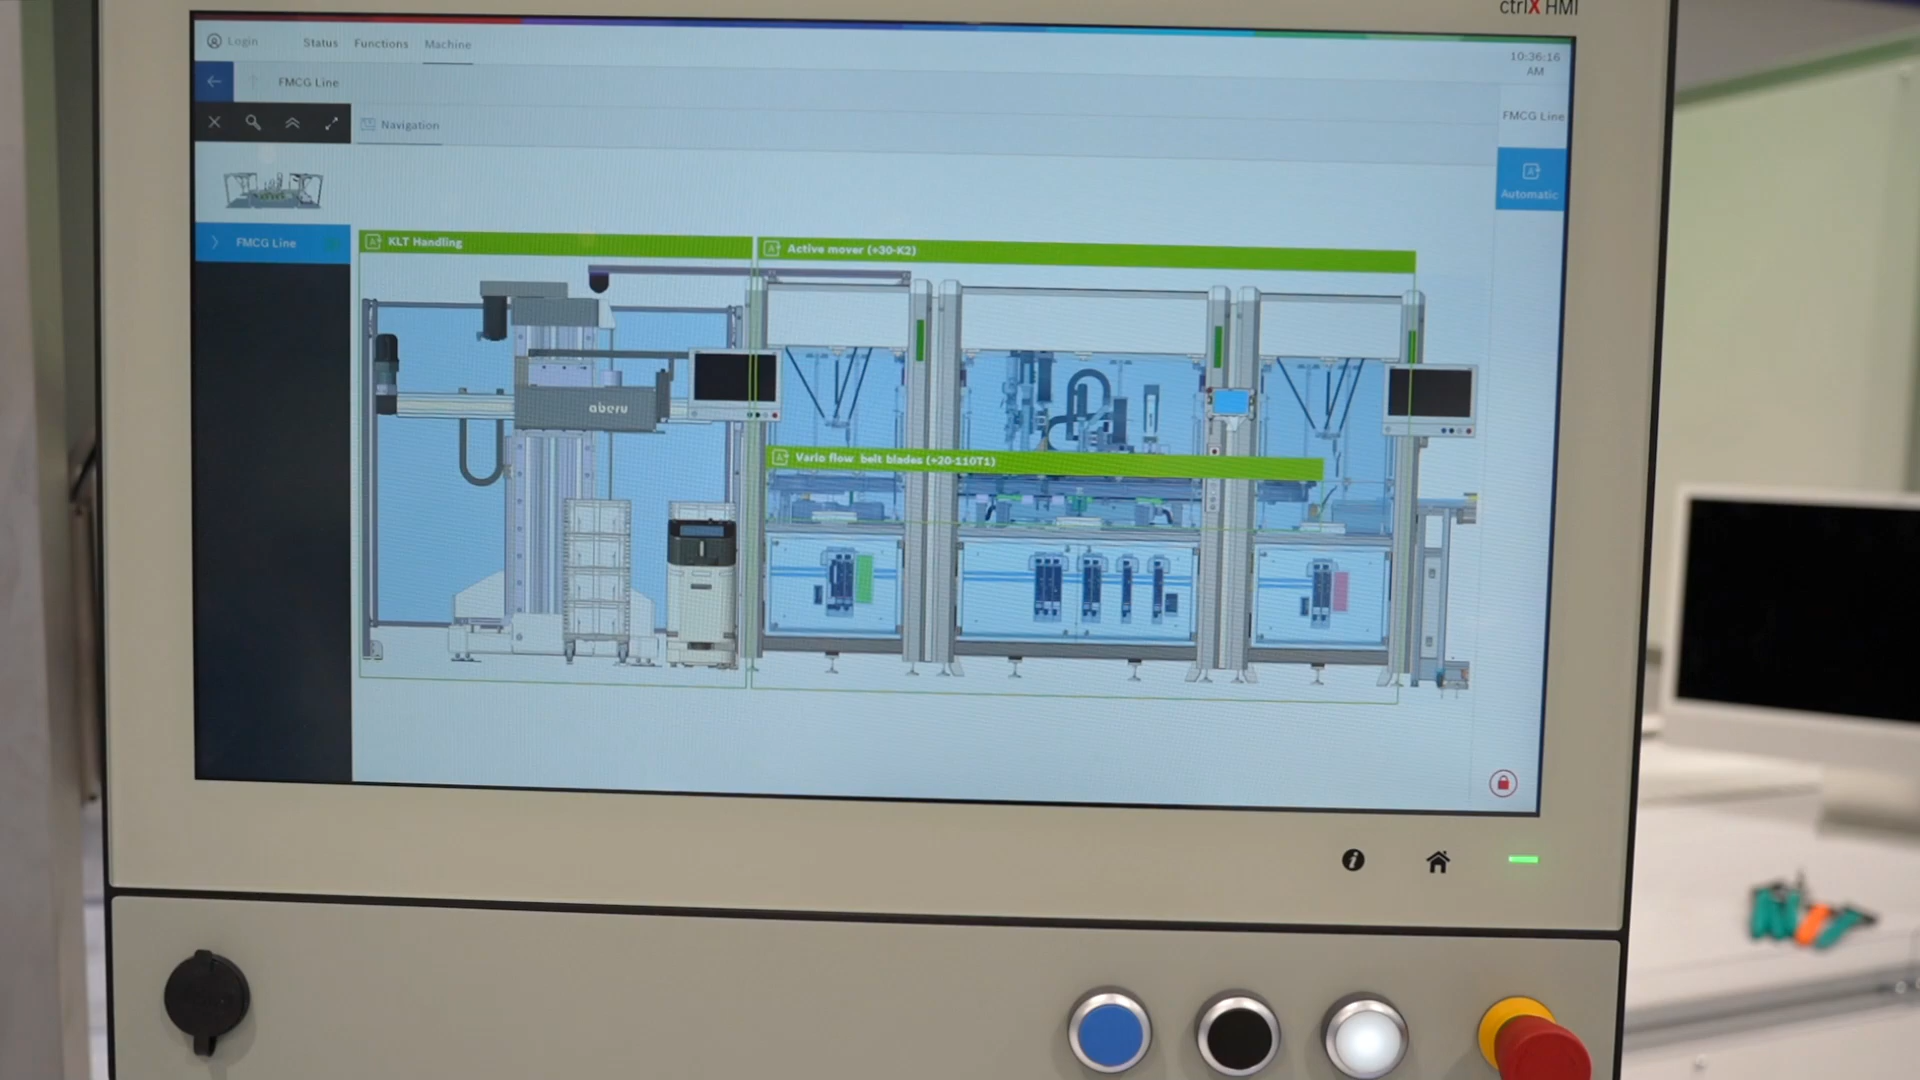 ctrlX HMI
Login
Status
Functions
Machine
10:36:16
AM
FMCG Line
Navigation
FMCG Line
Automatic
FMCG Line
KLT Handling
Active mover (+30-K2)
aberu
Vario flow belt blades (+20-110T1)